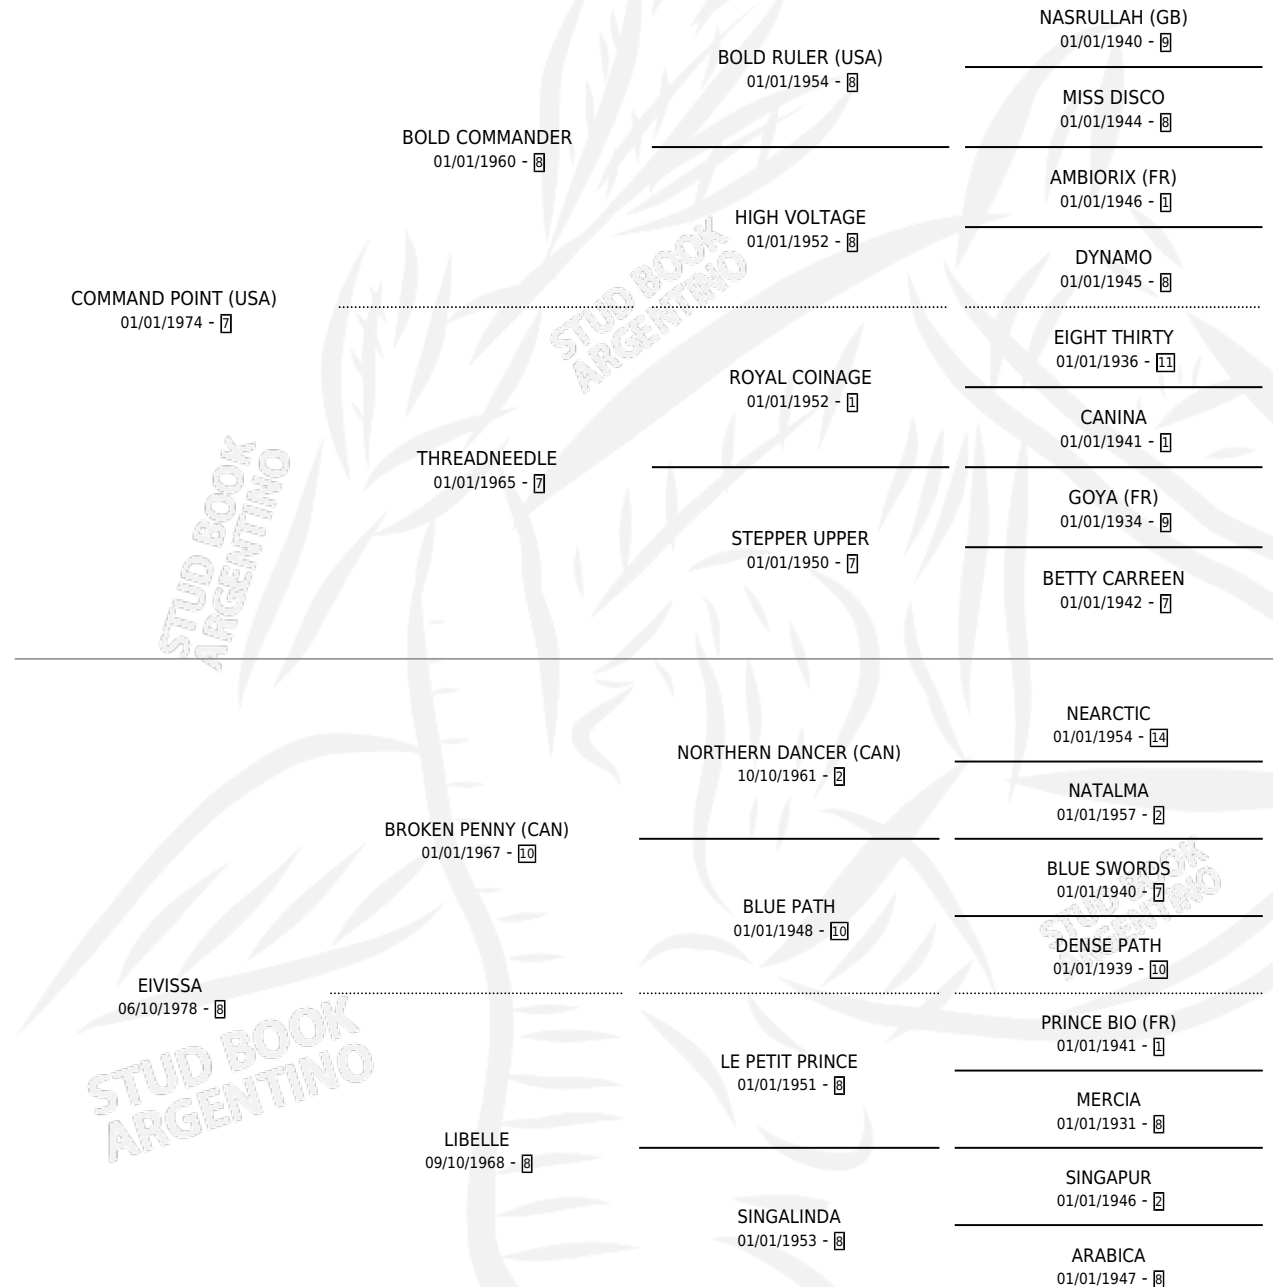 NASRULLAH (GB)
01/01/1940 - 9
BOLD RULER (USA)
01/01/1954 - 8
MISS DISCO
01/01/1944 - 8
BOLD COMMANDER
01/01/1960 - 8
AMBIORIX (FR)
01/01/1946 - 1
HIGH VOLTAGE
01/01/1952 - 8
DYNAMO
01/01/1945 - 8
COMMAND POINT (USA)
01/01/1974 - 7
EIGHT THIRTY
01/01/1936 - 11
ROYAL COINAGE
01/01/1952 - 1
CANINA
01/01/1941 - 1
THREADNEEDLE
01/01/1965 - 7
GOYA (FR)
01/01/1934 - 9
STEPPER UPPER
01/01/1950 - 7
BETTY CARREEN
01/01/1942 - 7
NEARCTIC
01/01/1954 - 14
NORTHERN DANCER (CAN)
10/10/1961 - 2
NATALMA
01/01/1957 - 2
BROKEN PENNY (CAN)
01/01/1967 - 10
BLUE SWORDS
01/01/1940 - 7
BLUE PATH
01/01/1948 - 10
DENSE PATH
01/01/1939 - 10
EIVISSA
06/10/1978 - 8
PRINCE BIO (FR)
01/01/1941 - 1
LE PETIT PRINCE
01/01/1951 - 8
MERCIA
01/01/1931 - 8
LIBELLE
09/10/1968 - 8
SINGAPUR
01/01/1946 - 2
SINGALINDA
01/01/1953 - 8
ARABICA
01/01/1947 - 8
STUD BOOK
ARGENTINO
STUD BOOK
ARGENTINO
STUD BOOK
ARGENTINO
STUD BOOK
ARGENTINO